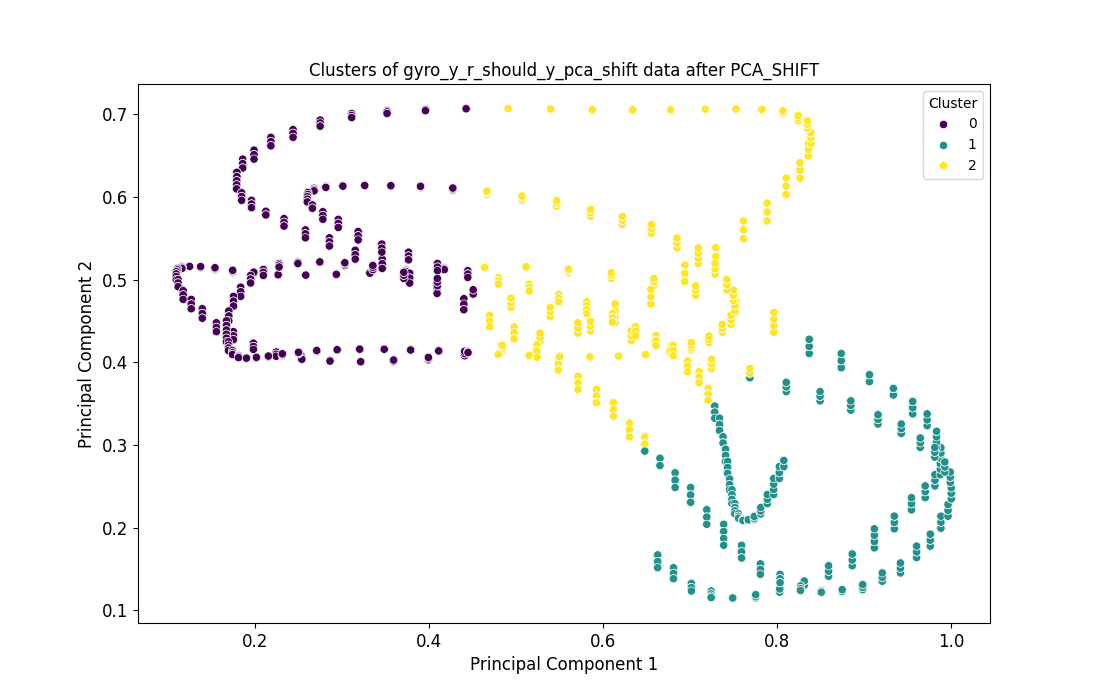 Clusters of gyro_y_r_should_y_pca_shift data after PCA_SHIFT
Cluster
0
1
2
0.7
0.6
0.5
0.4
0.3
0.2
0.1
Principal Component 2
0.2 0.4 0.6 0.8 1.0
Principal Component 1